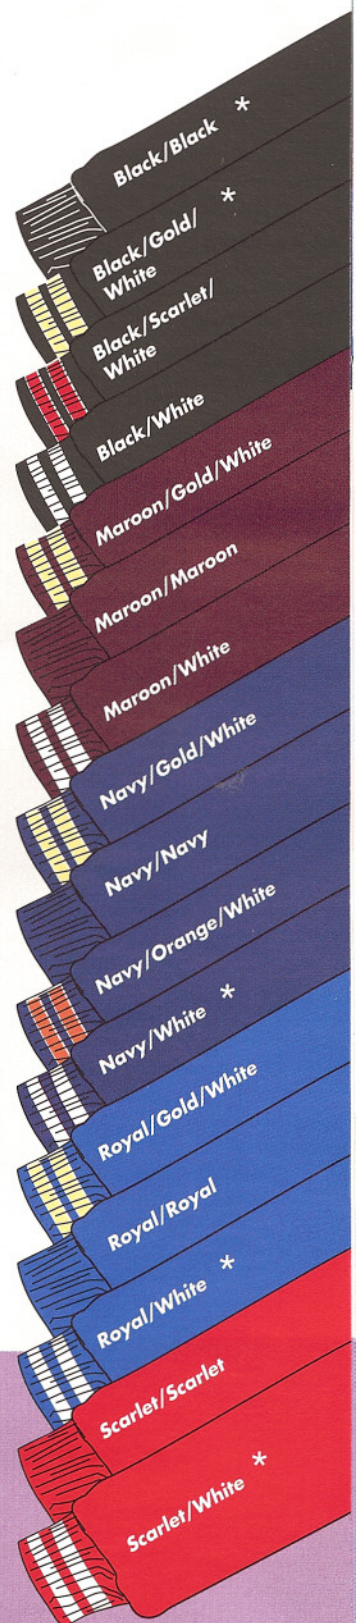 Black/Black *
Black/Gold/ *
White
Black/Scarlet/
White
Black/White
Maroon/Gold/White
Maroon/Maroon
Maroon/White
Navy/Gold/White
Navy/Navy
Navy/Orange/White
Navy/White *
Royal/Gold/White
Royal/Royal
Royal/White *
Scarlet/Scarlet
Scarlet/White *